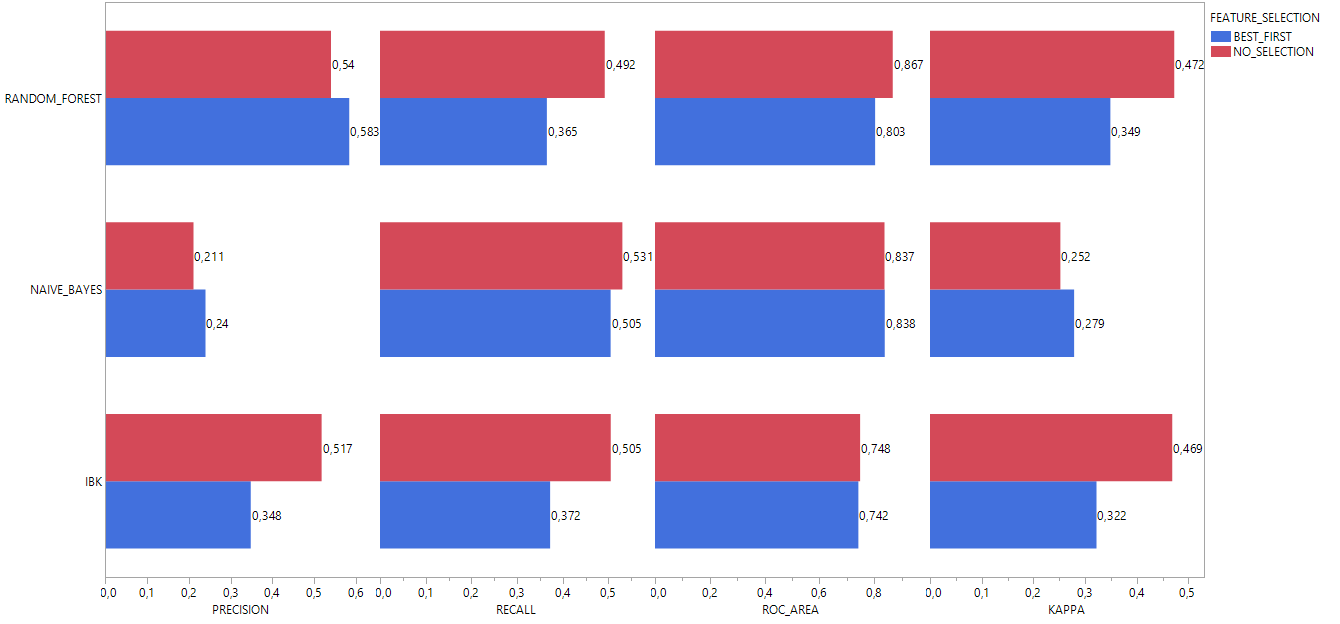 FEATURE_SELECTION
BEST_FIRST
NO_SELECTION
RANDOM_FOREST
0,54
0,492
0,867
0,472
0,583
0,365
0,803
0,349
NAIVE_BAYES
0,211
0,531
0,837
0,252
0,24
0,505
0,838
0,279
IBK
0,517
0,505
0,748
0,469
0,348
0,372
0,742
0,322
0,0 0,1 0,2 0,3 0,4 0,5 0,6
0,0 0,1 0,2 0,3 0,4 0,5
0,0 0,2 0,4 0,6 0,8
0,0 0,1 0,2 0,3 0,4 0,5
PRECISION
RECALL
ROC_AREA
KAPPA